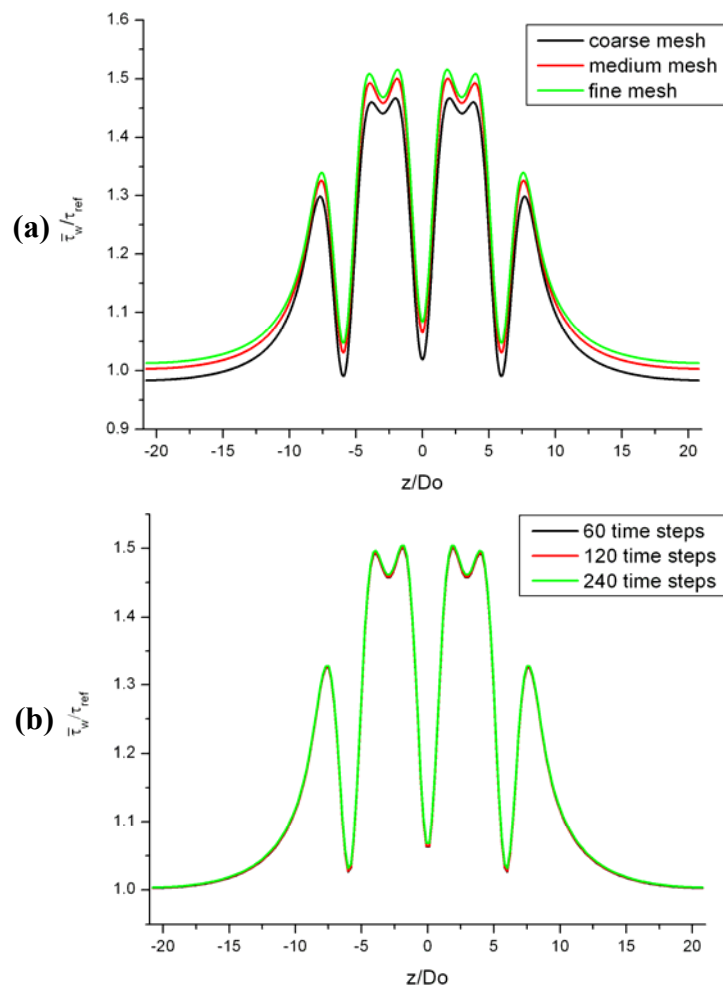 1.6
coarse mesh
medium mesh
fine mesh
1.5
1.4
1.3
(a) τ̄w/τref
1.2
1.1
1.0
0.9
-20 -15 -10 -5 0 5 10 15 20
z/Do
60 time steps
120 time steps
240 time steps
1.5
1.4
1.3
(b) τ̄w/τref
1.2
1.1
1.0
-20 -15 -10 -5 0 5 10 15 20
z/Do